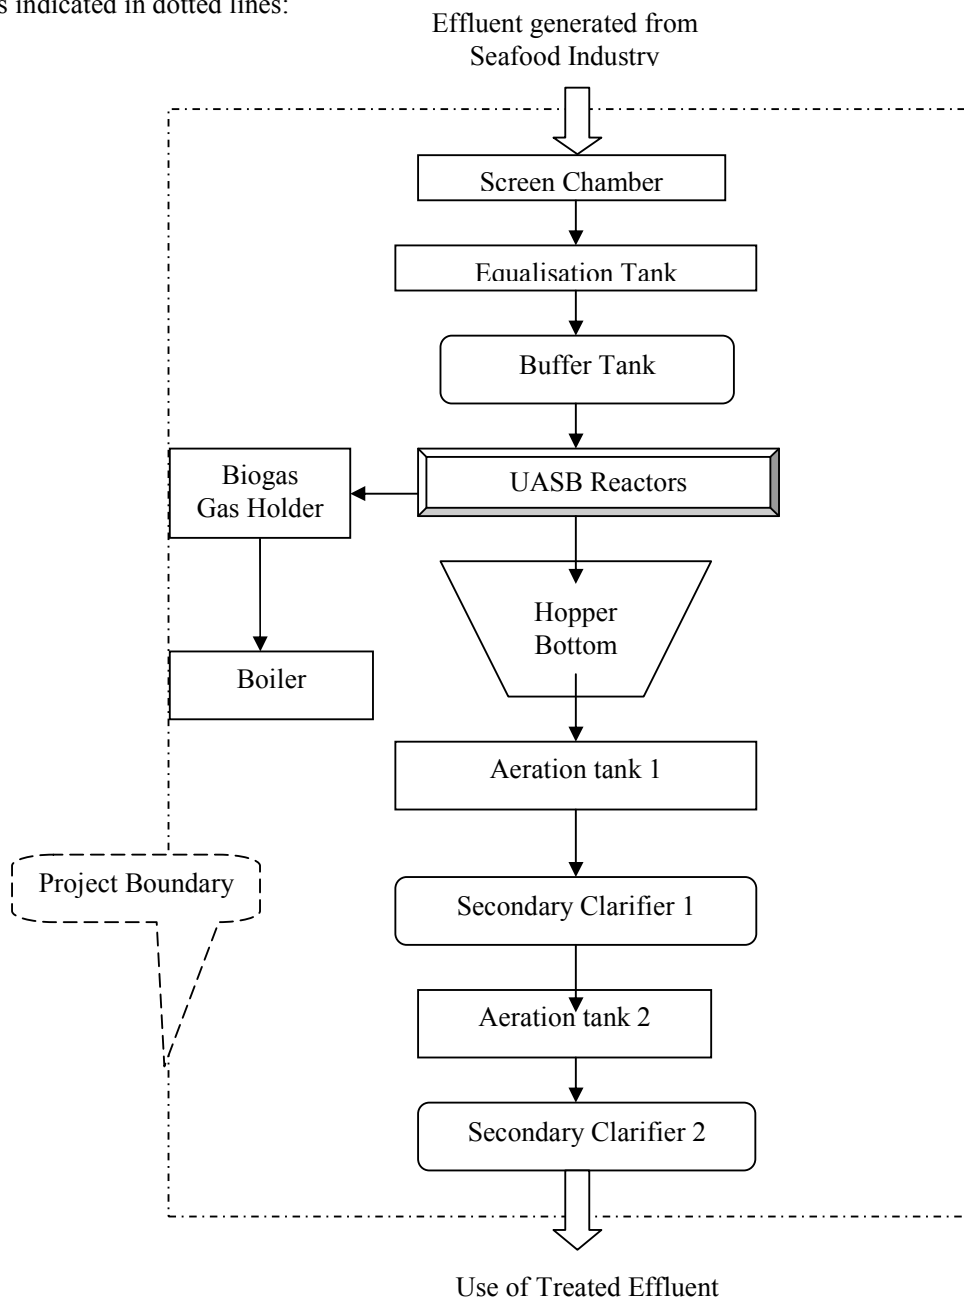 s indicated in dotted lines:
Effluent generated from
Seafood Industry
Screen Chamber
Equalisation Tank
Buffer Tank
UASB Reactors
Biogas
Gas Holder
Hopper
Bottom
Boiler
Aeration tank 1
Project Boundary
Secondary Clarifier 1
Aeration tank 2
Secondary Clarifier 2
Use of Treated Effluent